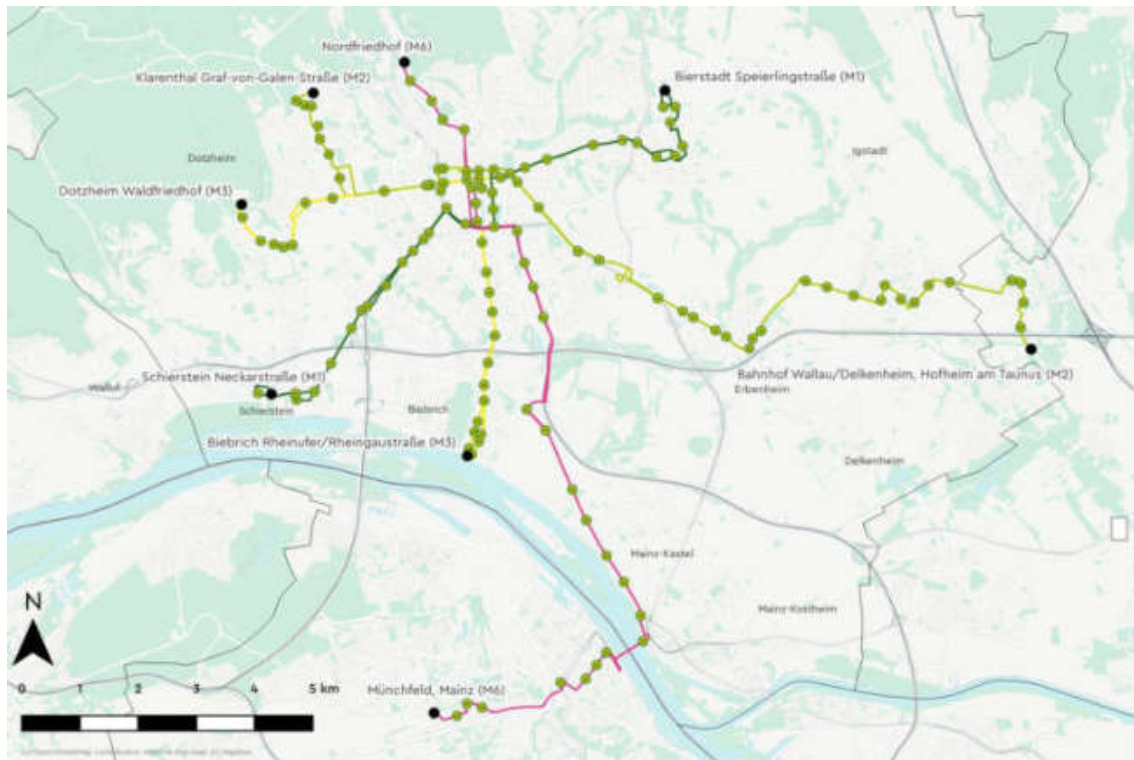 Nordfriedhof (M6)
Klarenthal Graf-von-Galen-Straße (M2)
Bierstadt Speierlingstraße (M1)
Dotzheim
Igstadt
Dotzheim Waldfriedhof (M3)
Walluf
Schierstein Neckarstraße (M1)
Schierstein
Biebrich
Bahnhof Wallau/Delkenheim, Hofheim am Taunus (M2)
Erbenheim
Biebrich Rheinufer/Rheingaustraße (M3)
Delkenheim
Mainz-Kastel
Mainz-Kostheim
N
0 1 2 3 4 5 km
Münchfeld, Mainz (M6)